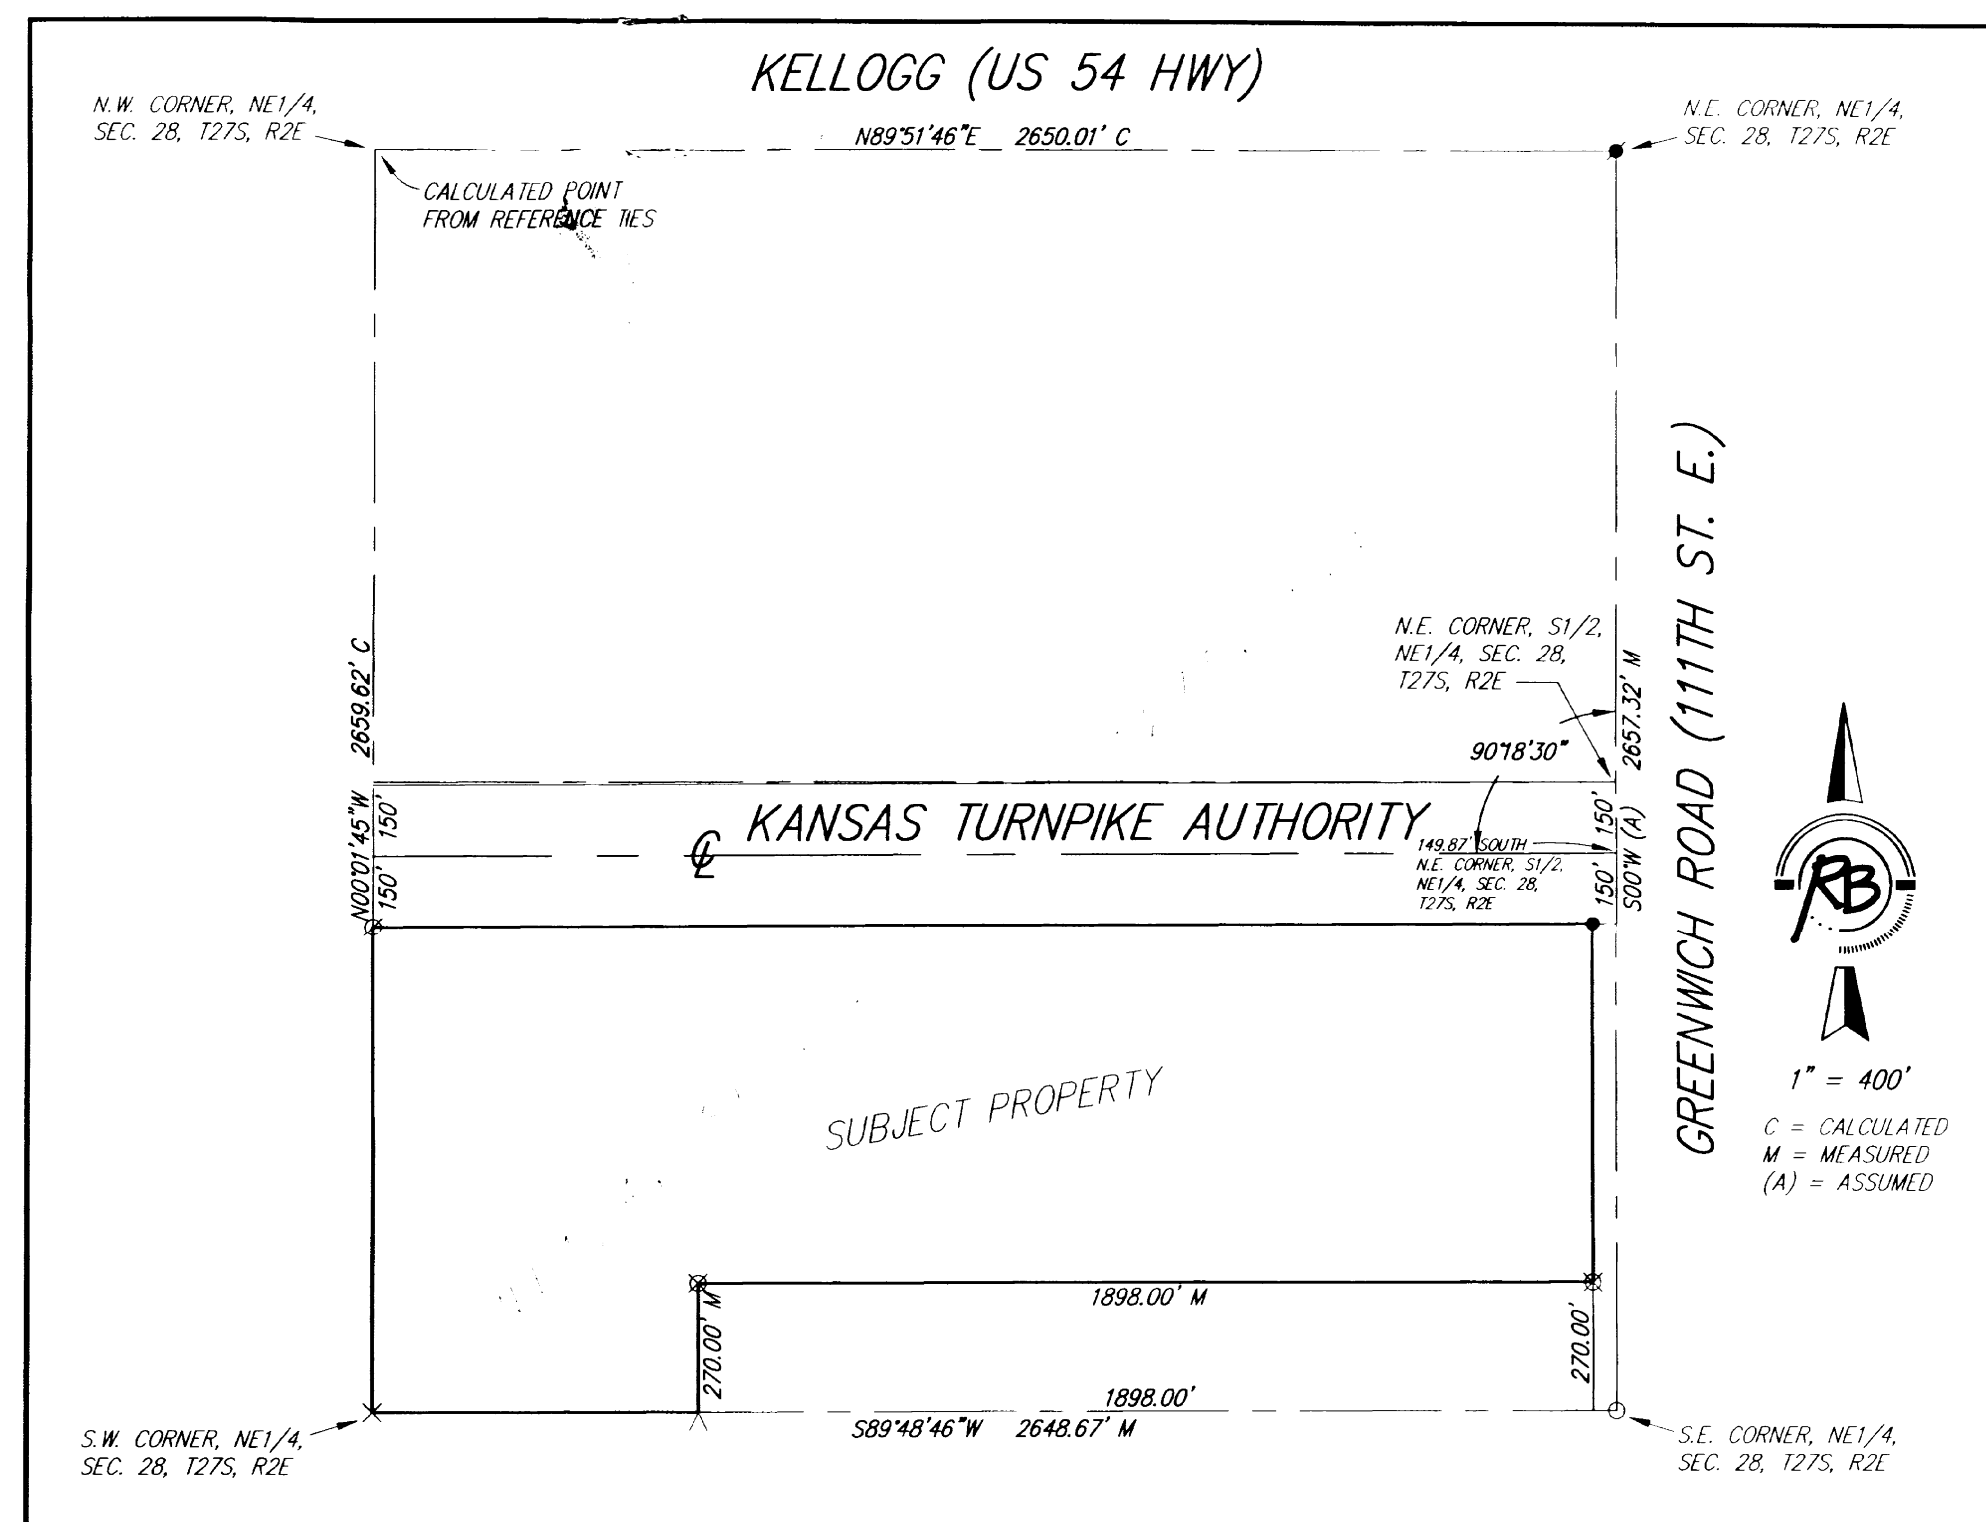 KELLOGG (US 54 HWY)
N.W. CORNER, NE1/4,
SEC. 28, T27S, R2E
N89°51'46"E 2650.01' C
N.E. CORNER, NE1/4,
SEC. 28, T27S, R2E
CALCULATED POINT
FROM REFERENCE TIES
N.E. CORNER, S1/2,
NE1/4, SEC. 28,
T27S, R2E
2659.62' C
N00°01'45"W
2657.32' M
S00°W (A)
90°18'30"
150'
150'
150'
150'
KANSAS TURNPIKE AUTHORITY
℄
149.87' SOUTH
N.E. CORNER, S1/2,
NE1/4, SEC. 28,
T27S, R2E
GREENWICH ROAD (111TH ST. E.)
RB
1" = 400'
C = CALCULATED
M = MEASURED
(A) = ASSUMED
SUBJECT PROPERTY
1898.00' M
270.00' M
270.00'
1898.00'
S89°48'46"W 2648.67' M
S.W. CORNER, NE1/4,
SEC. 28, T27S, R2E
S.E. CORNER, NE1/4,
SEC. 28, T27S, R2E